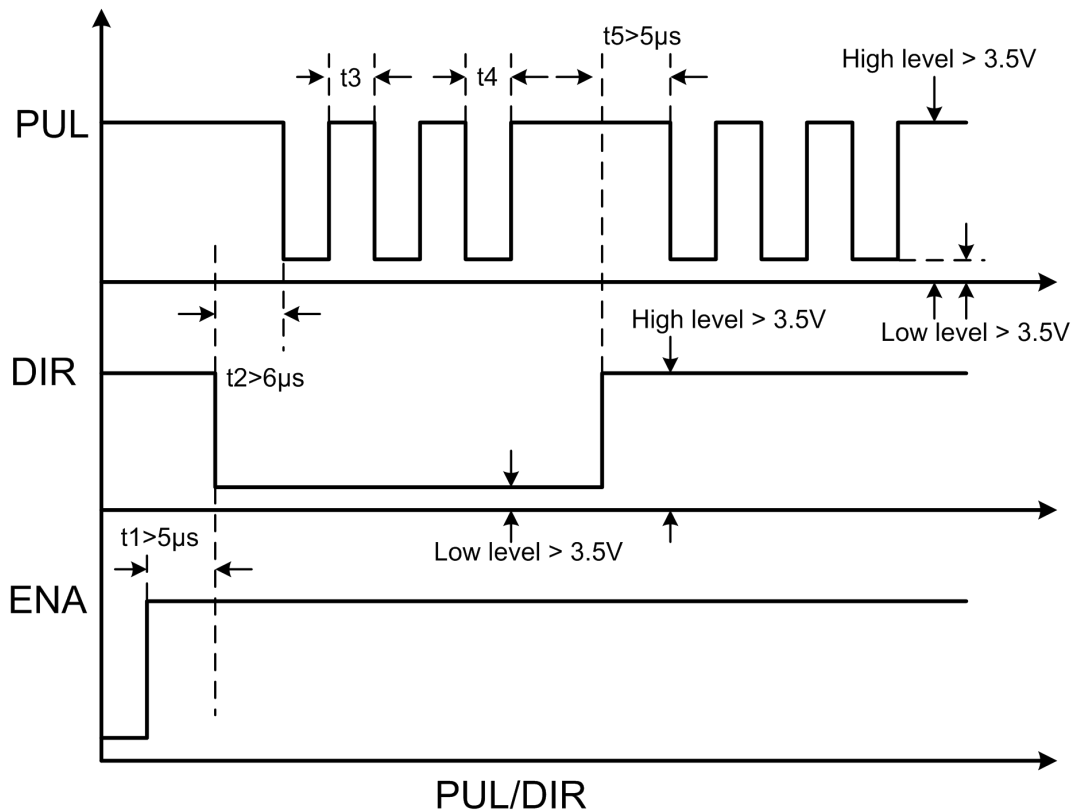 t5>5µs
High level > 3.5V
t3
t4
PUL
Low level > 3.5V
High level > 3.5V
DIR
t2>6µs
t1>5µs
Low level > 3.5V
ENA
PUL/DIR